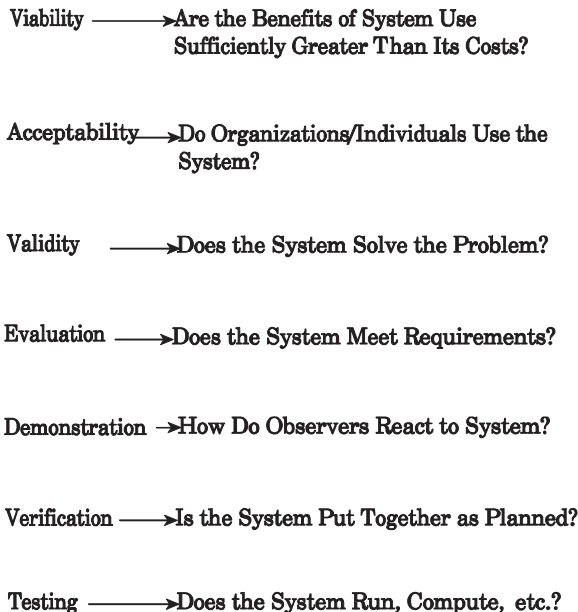 Viability Are the Benefits of System Use
Sufficiently Greater Than Its Costs?
Acceptability Do Organizations/Individuals Use the
System?
Validity Does the System Solve the Problem?
Evaluation Does the System Meet Requirements?
Demonstration How Do Observers React to System?
Verification Is the System Put Together as Planned?
Testing Does the System Run, Compute, etc.?